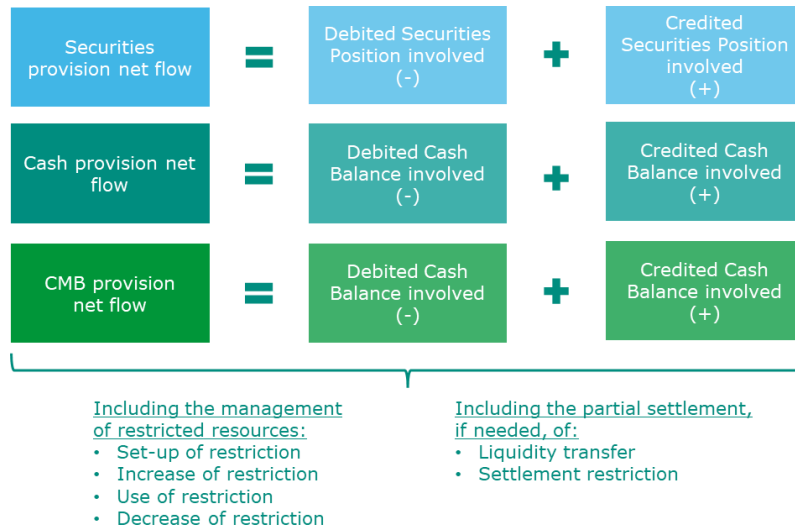 Securities
provision net flow
=
Debited Securities
Position involved
(-)
+
Credited
Securities Position
involved
(+)
Cash provision net
flow
=
Debited Cash
Balance involved
(-)
+
Credited Cash
Balance involved
(+)
CMB provision
net flow
=
Debited Cash
Balance involved
(-)
+
Credited Cash
Balance involved
(+)
Including the management
of restricted resources:
• Set-up of restriction
• Increase of restriction
• Use of restriction
• Decrease of restriction
Including the partial settlement,
if needed, of:
• Liquidity transfer
• Settlement restriction